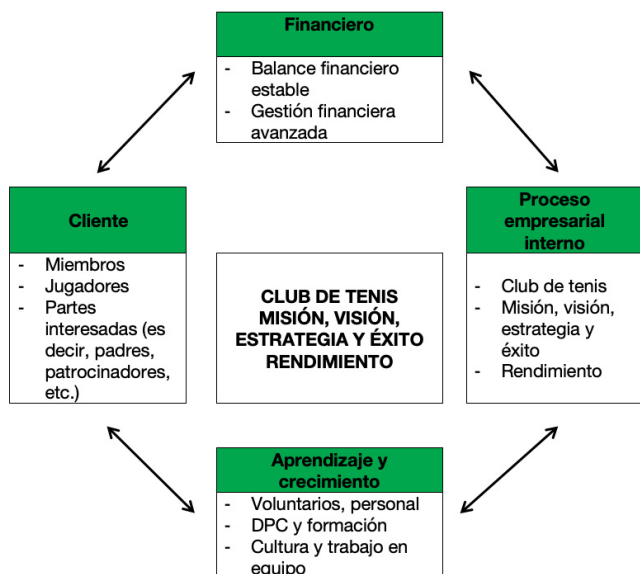 Financiero
- Balance financiero
estable
- Gestión financiera
avanzada
Cliente
- Miembros
- Jugadores
- Partes
interesadas (es
decir, padres,
patrocinadores,
etc.)
CLUB DE TENIS
MISIÓN, VISIÓN,
ESTRATEGIA Y ÉXITO
RENDIMIENTO
Proceso
empresarial
interno
- Club de tenis
- Misión, visión,
estrategia y
éxito
- Rendimiento
Aprendizaje y
crecimiento
- Voluntarios, personal
- DPC y formación
- Cultura y trabajo en
equipo